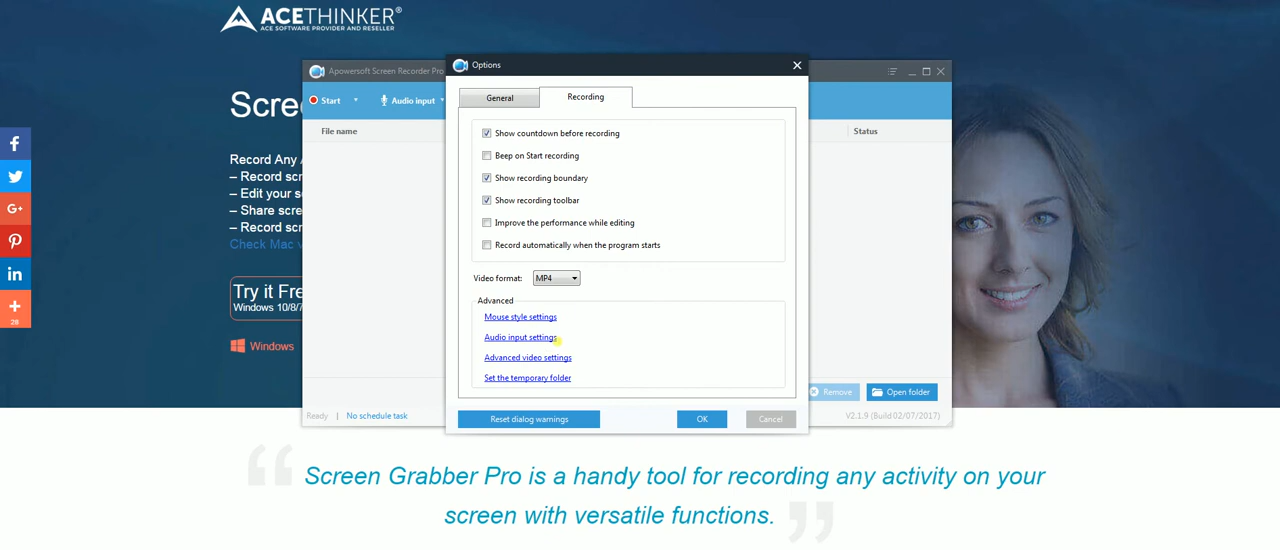 ACETHINKER®
ACE SOFTWARE PROVIDER AND RESELLER
Options
Apowersoft Screen Recorder Pro
Scree
Start
Audio input
General
Recording
File name
Status
Show countdown before recording
Record Any A
Beep on Start recording
– Record scr
Show recording boundary
– Edit your s
Show recording toolbar
– Share scre
Improve the performance while editing
– Record scr
Record automatically when the program starts
Check Mac v
Video format:
MP4
Try it Fre
Windows 10/8/7
Advanced
Mouse style settings
28
Audio input settings
Windows
Advanced video settings
Set the temporary folder
Remove
Open folder
Ready
No schedule task
Reset dialog warnings
OK
Cancel
V2.1.9 (Build 02/07/2017)
Screen Grabber Pro is a handy tool for recording any activity on your
screen with versatile functions.